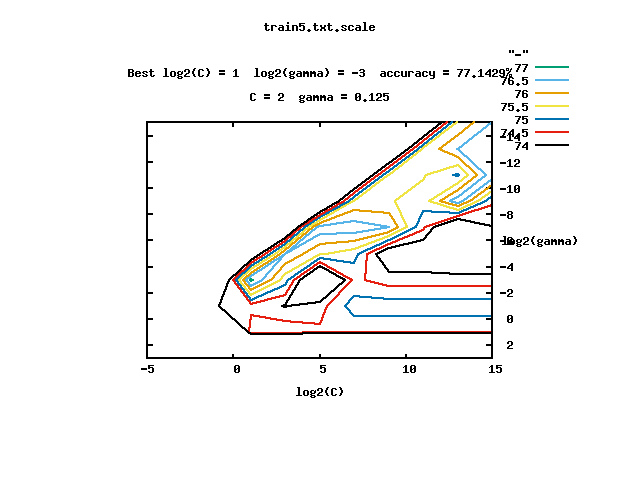 train5.txt.scale
"-"
Best log2(C) = 1  log2(gamma) = -3  accuracy = 77.1429%
77
76.5
C = 2  gamma = 0.125
76
75.5
75
74.5
74
-14
-12
-10
-8
-6
log2(gamma)
-4
-2
0
2
-5 0 5 10 15
log2(C)